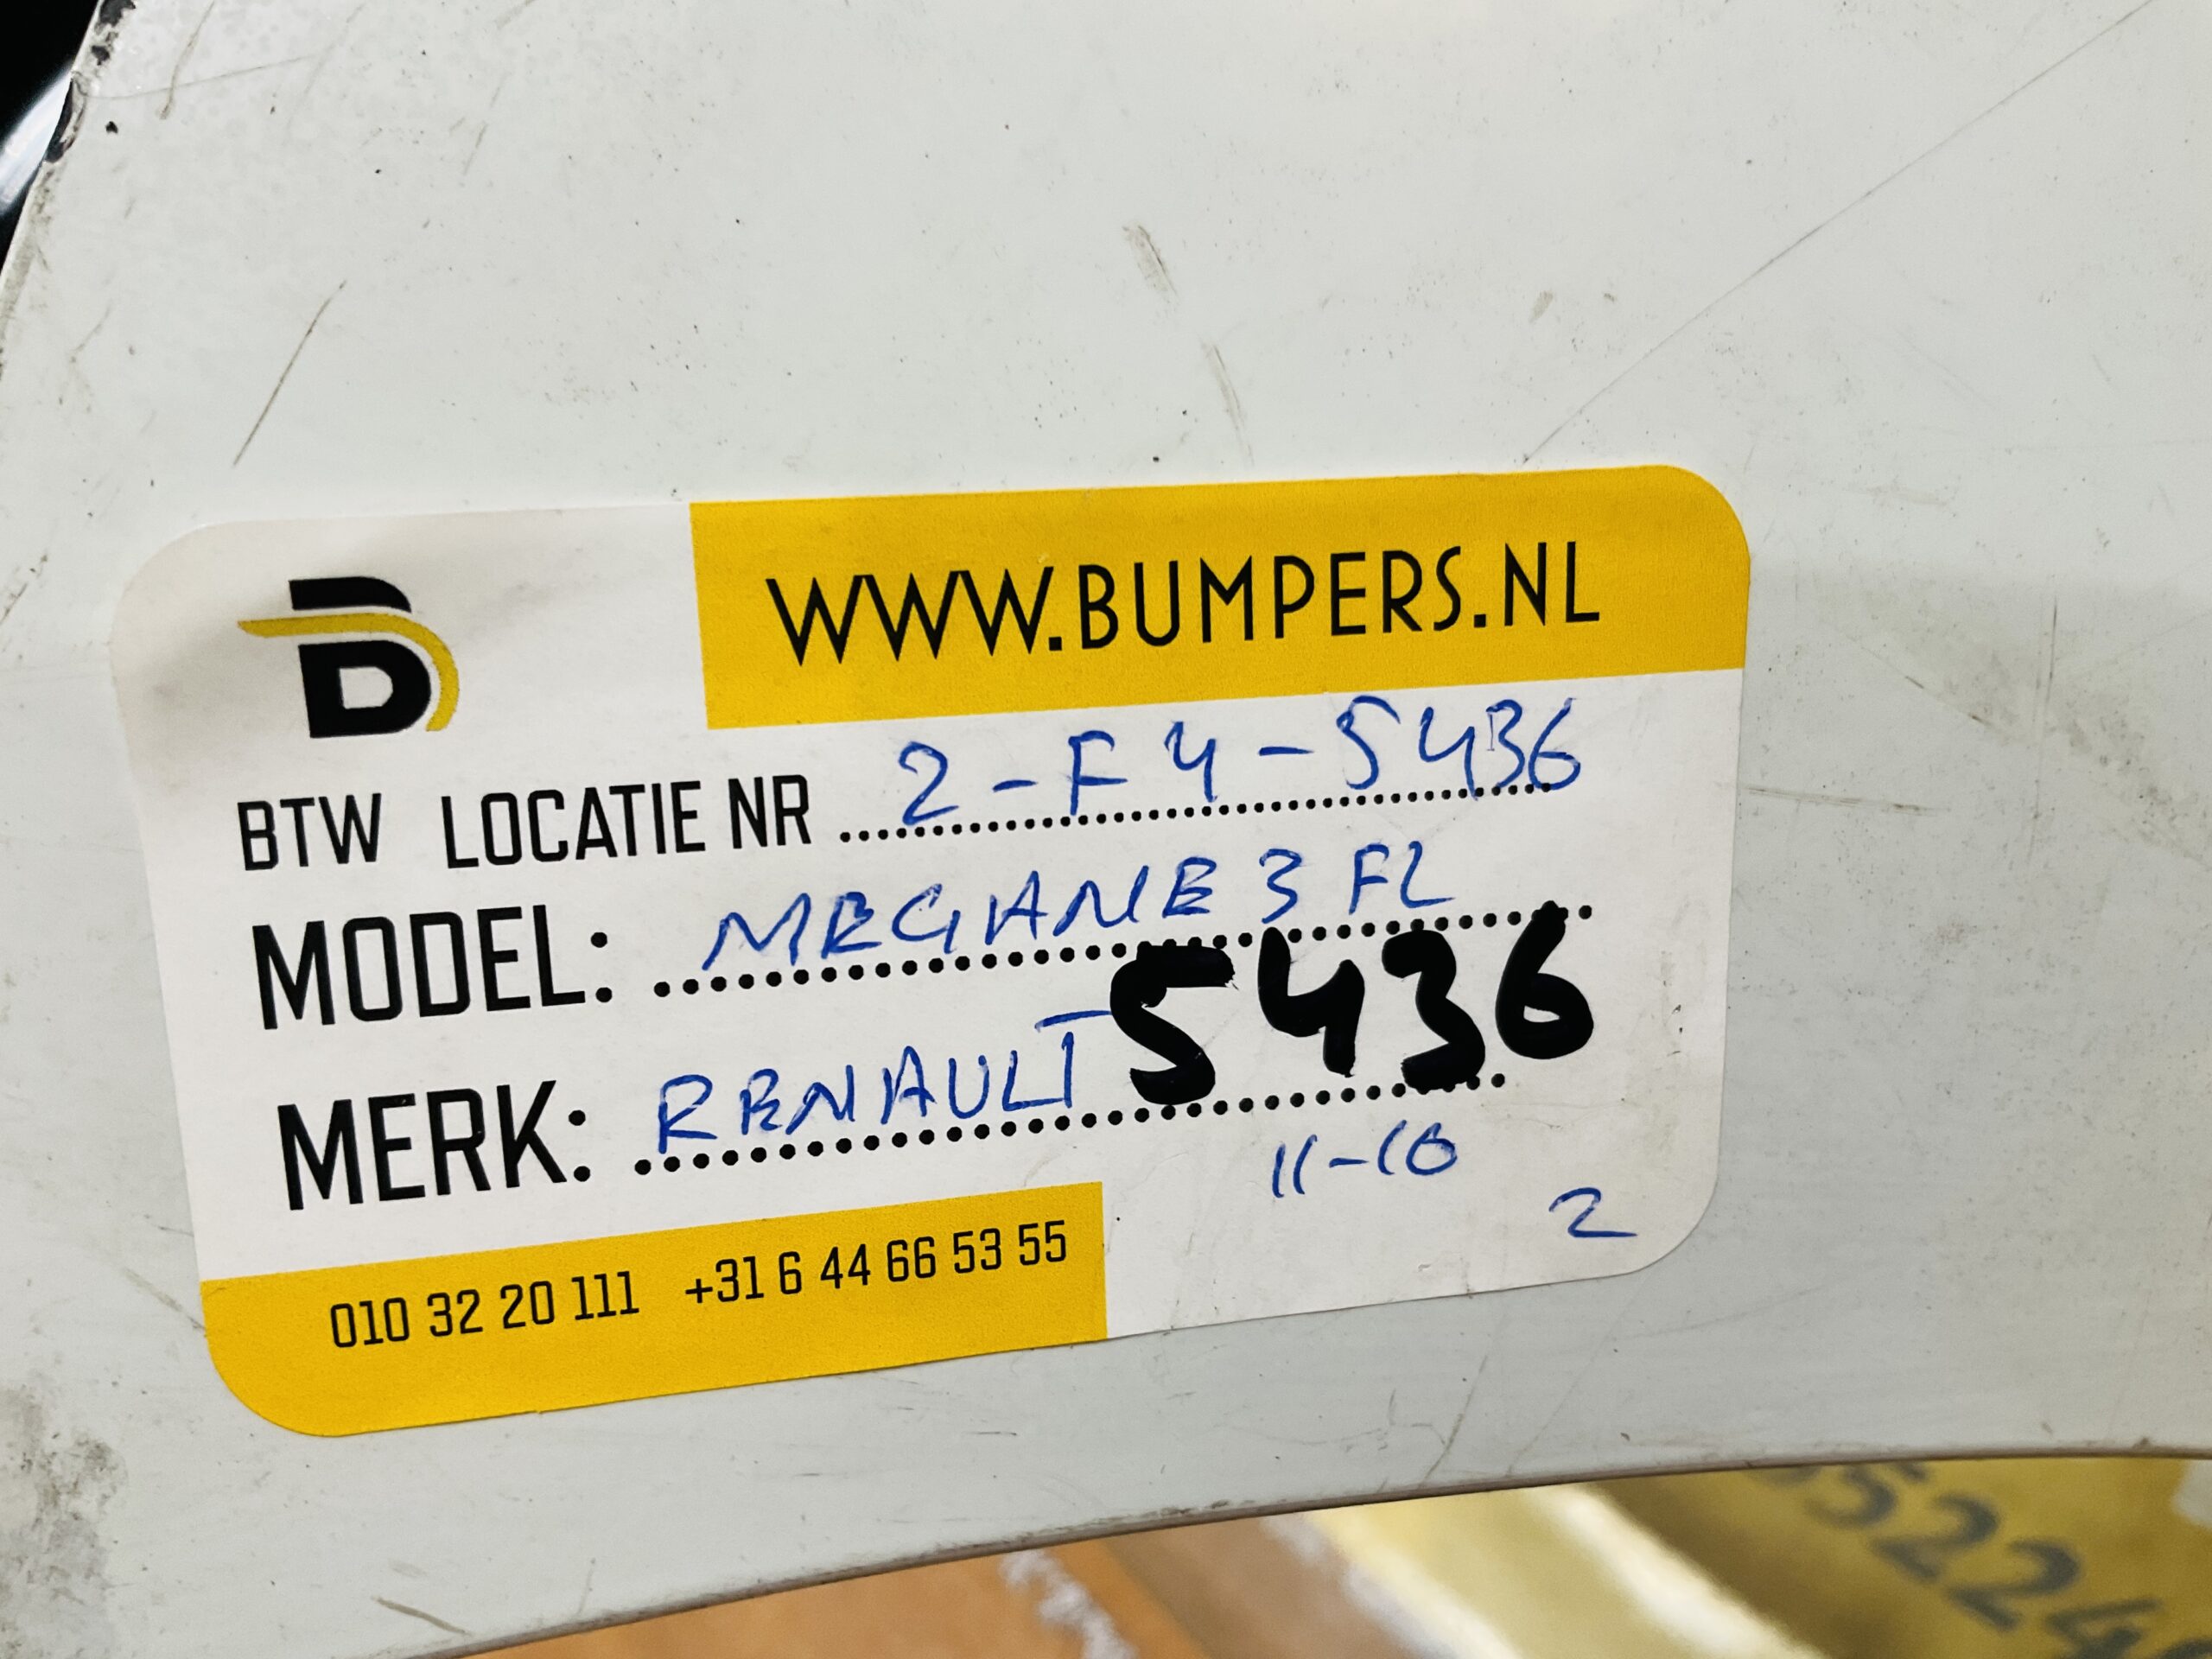 B
WWW.BUMPERS.NL
BTW LOCATIE NR 2-F4-5436
MODEL: MEGANE 3 FL
MERK: RENAULT 5436
11-10
2
010 32 20 111 +31 6 44 66 53 55